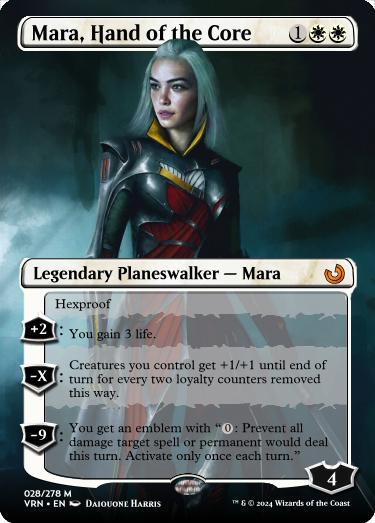 Mara, Hand of the Core 1
Legendary Planeswalker — Mara
Hexproof
+2: You gain 3 life.
-X: Creatures you control get +1/+1 until end of
turn for every two loyalty counters removed
this way.
-9: You get an emblem with “0: Prevent all
damage target spell or permanent would deal
this turn. Activate only once each turn.”
4
028/278 M
VRN • EN Daiouone Harris
™ & © 2024 Wizards of the Coast